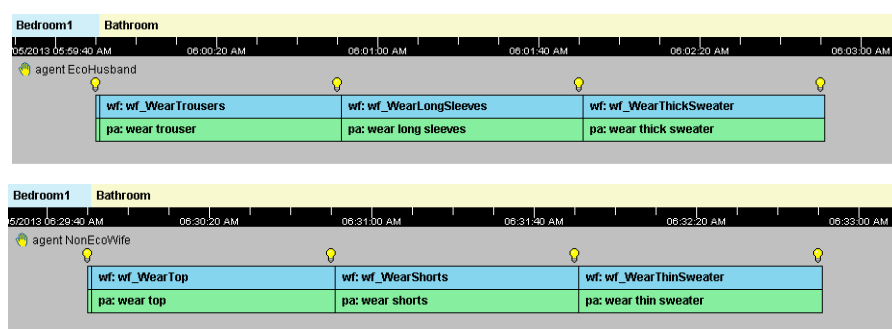 Bedroom1 Bathroom
/05/2013 05:59:40 AM 06:00:20 AM 06:01:00 AM 06:01:40 AM 06:02:20 AM 06:03:00 AM
agent EcoHusband
wf: wf_WearTrousers wf: wf_WearLongSleeves wf: wf_WearThickSweater
pa: wear trouser pa: wear long sleeves pa: wear thick sweater
Bedroom1 Bathroom
5/2013 06:29:40 AM 06:30:20 AM 06:31:00 AM 06:31:40 AM 06:32:20 AM 06:33:00 AM
agent NonEcoWife
wf: wf_WearTop wf: wf_WearShorts wf: wf_WearThinSweater
pa: wear top pa: wear shorts pa: wear thin sweater